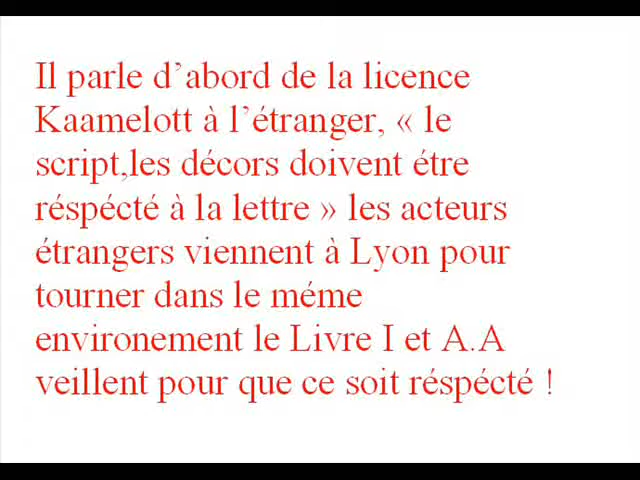 Il parle d’abord de la licence
Kaamelott à l’étranger, « le
script,les décors doivent étre
réspécté à la lettre » les acteurs
étrangers viennent à Lyon pour
tourner dans le méme
environement le Livre I et A.A
veillent pour que ce soit réspécté !